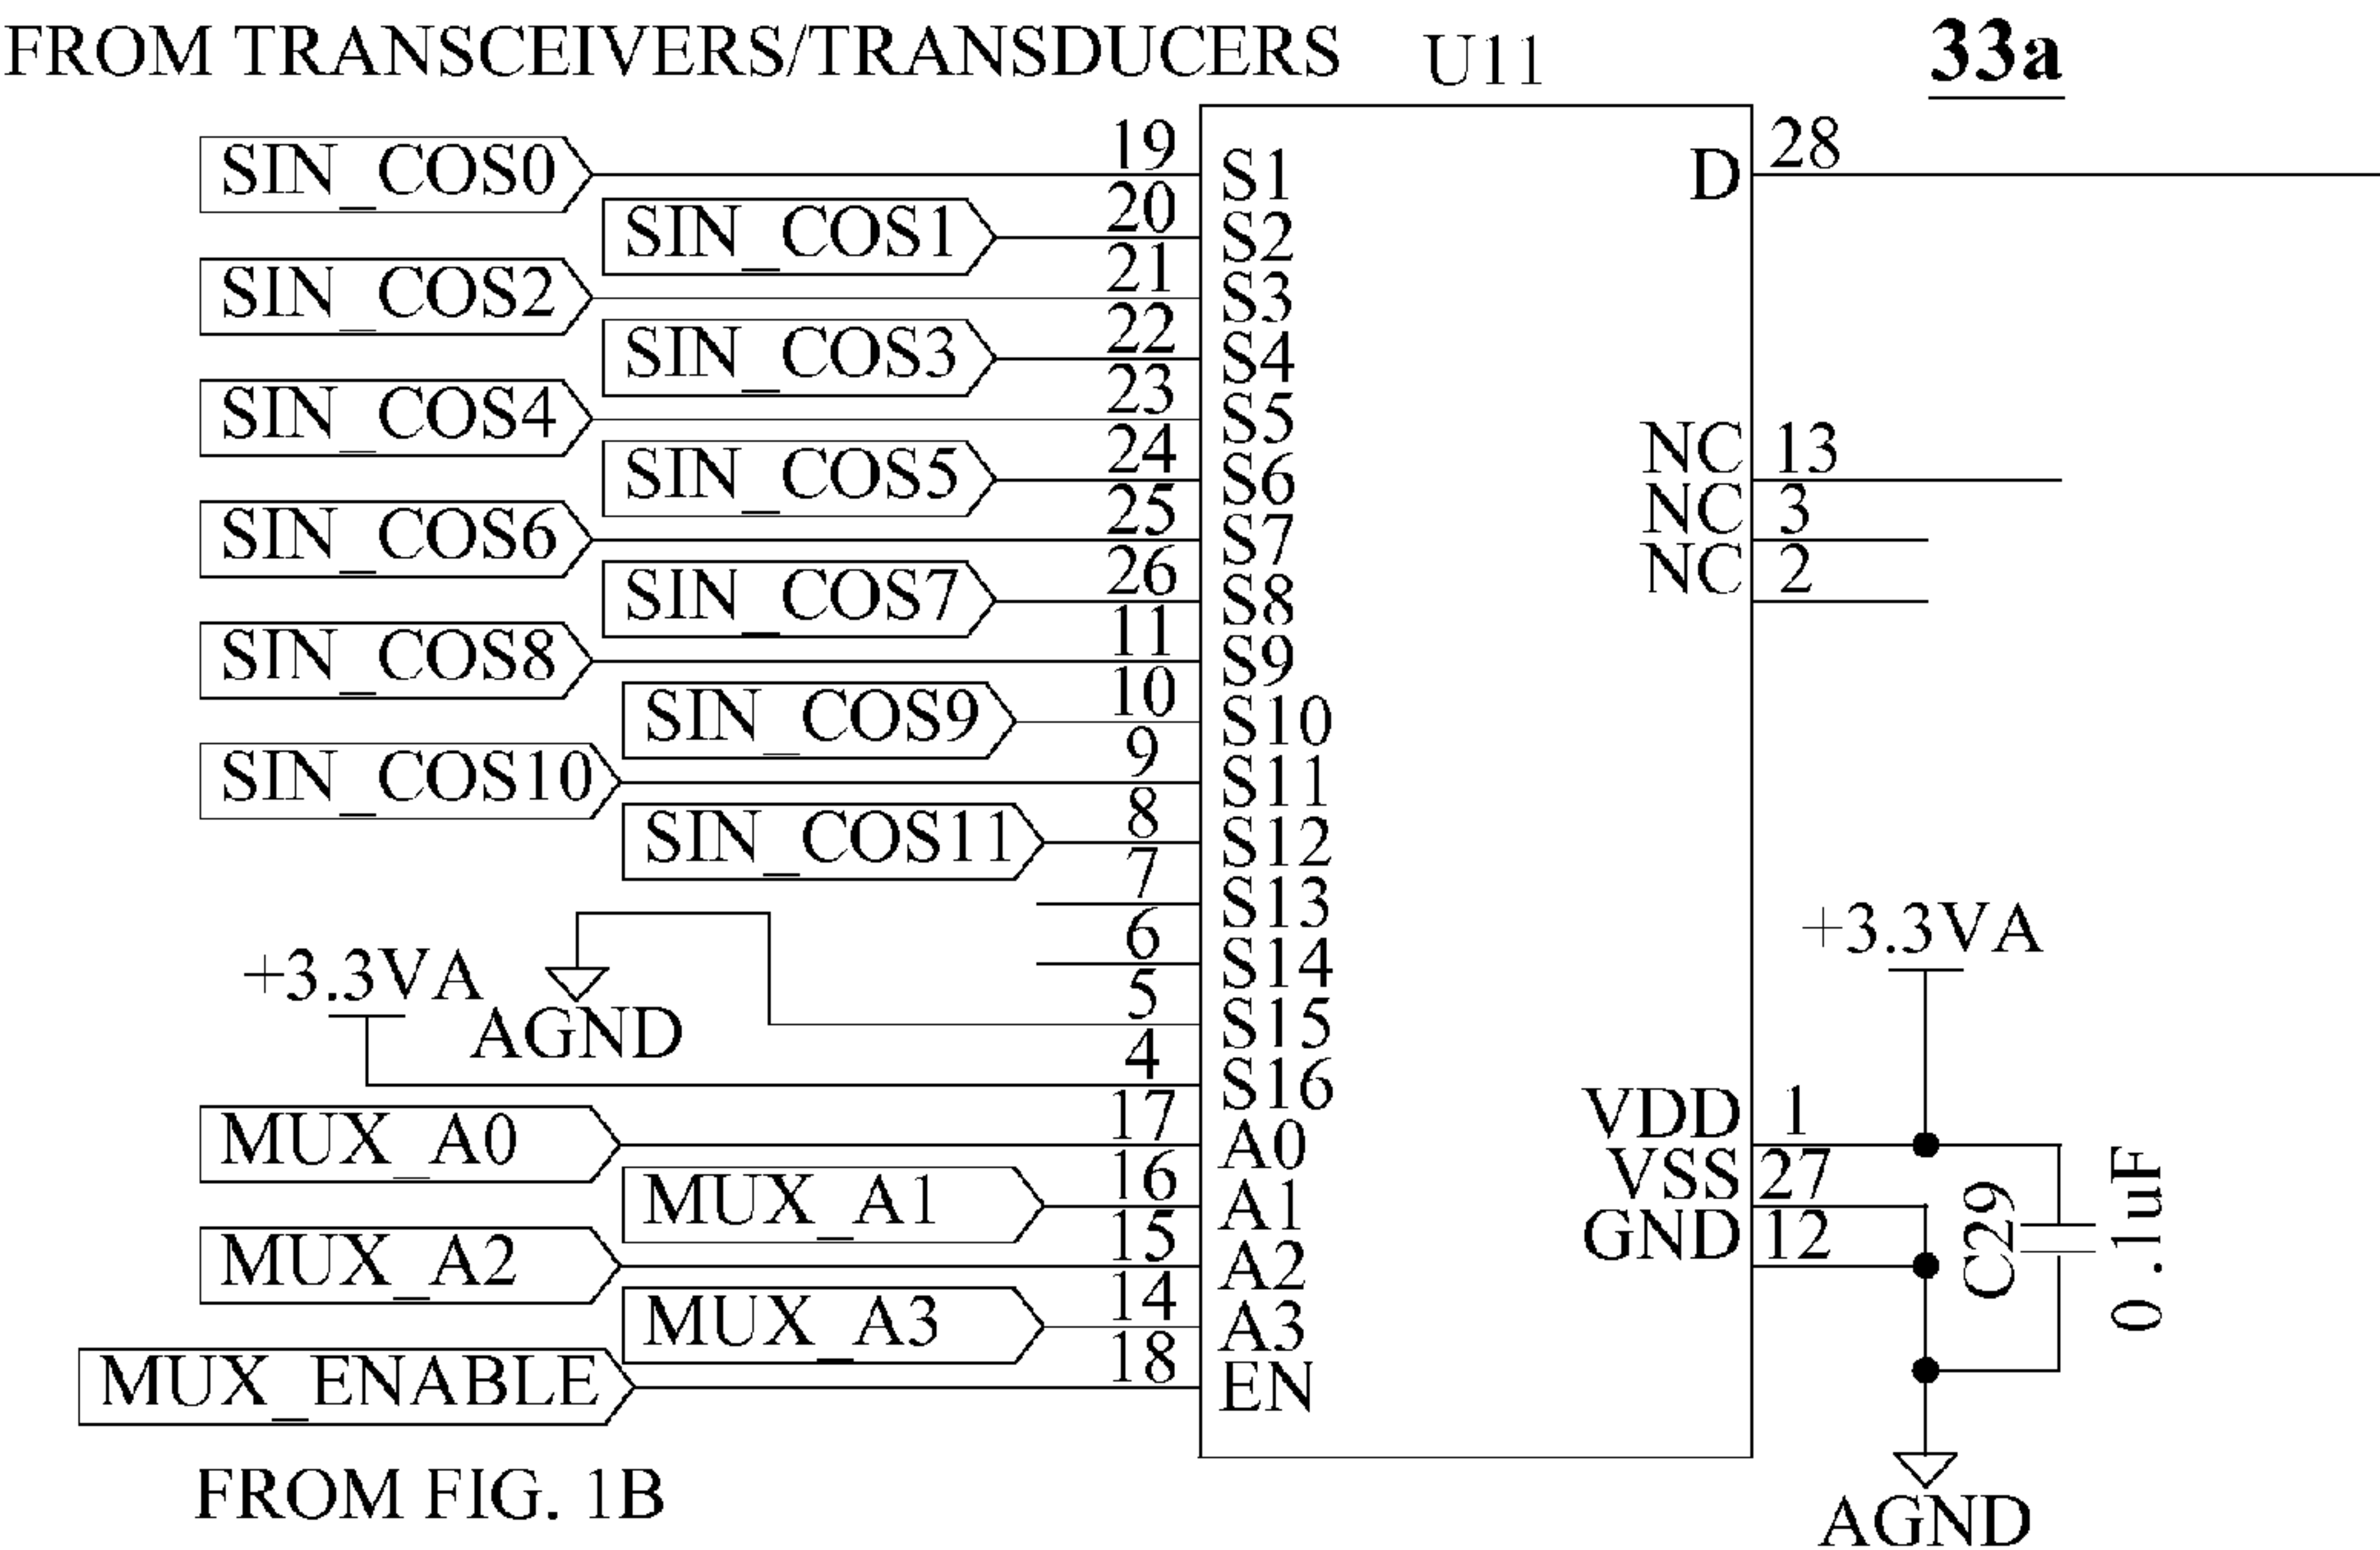 FROM TRANSCEIVERS/TRANSDUCERS U11 33a
SIN_COS0 19 S1 D 28
SIN_COS1 20 S2
SIN_COS2 21 S3
SIN_COS3 22 S4
SIN_COS4 23 S5
SIN_COS5 24 S6 NC 13
SIN_COS6 25 S7 NC 3
SIN_COS7 26 S8 NC 2
SIN_COS8 11 S9
SIN_COS9 10 S10
SIN_COS10 9 S11
SIN_COS11 8 S12
7 S13
6 S14 +3.3VA
+3.3VA AGND 5 S15
4 S16
MUX_A0 17 A0 VDD 1
MUX_A1 16 A1 VSS 27
MUX_A2 15 A2 GND 12
C29 0.1uF
MUX_A3 14 A3
MUX_ENABLE 18 EN
FROM FIG. 1B AGND